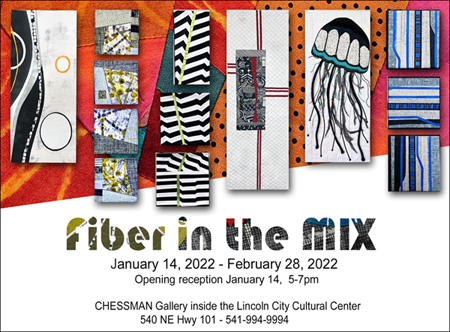 Fiber in the MIX
January 14, 2022 - February 28, 2022
Opening reception January 14, 5-7pm
CHESSMAN Gallery inside the Lincoln City Cultural Center
540 NE Hwy 101 - 541-994-9994